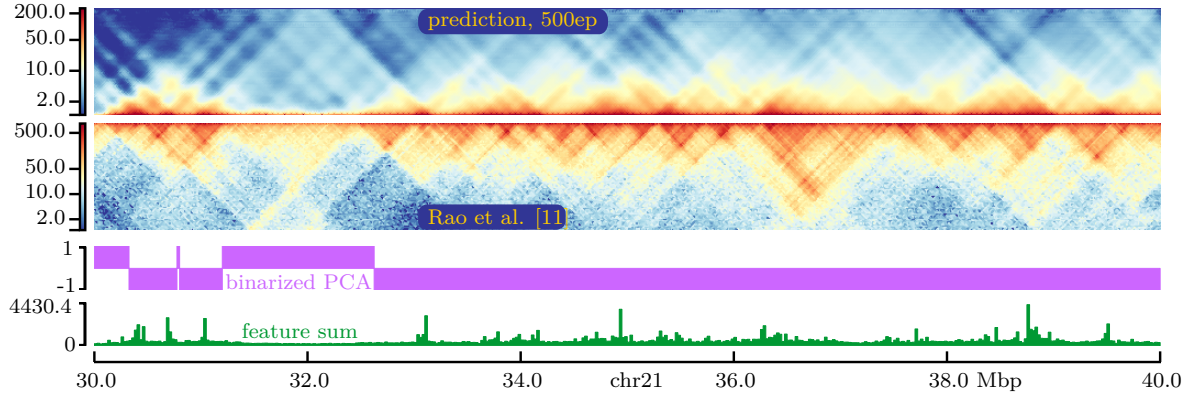 200.0
prediction, 500ep
50.0
10.0
2.0
500.0
50.0
10.0
2.0
Rao et al. [11]
1
-1
binarized PCA
4430.4
feature sum
0
30.0 32.0 34.0 chr21 36.0 38.0 Mbp 40.0